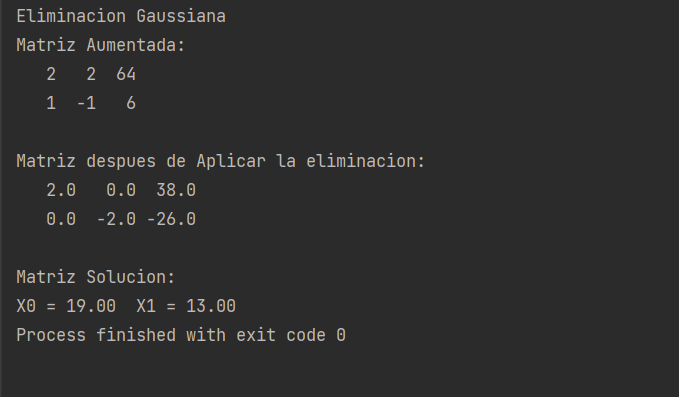 Eliminacion Gaussiana
Matriz Aumentada:
2 2 64
1 -1 6
Matriz despues de Aplicar la eliminacion:
2.0 0.0 38.0
0.0 -2.0 -26.0
Matriz Solucion:
X0 = 19.00 X1 = 13.00
Process finished with exit code 0